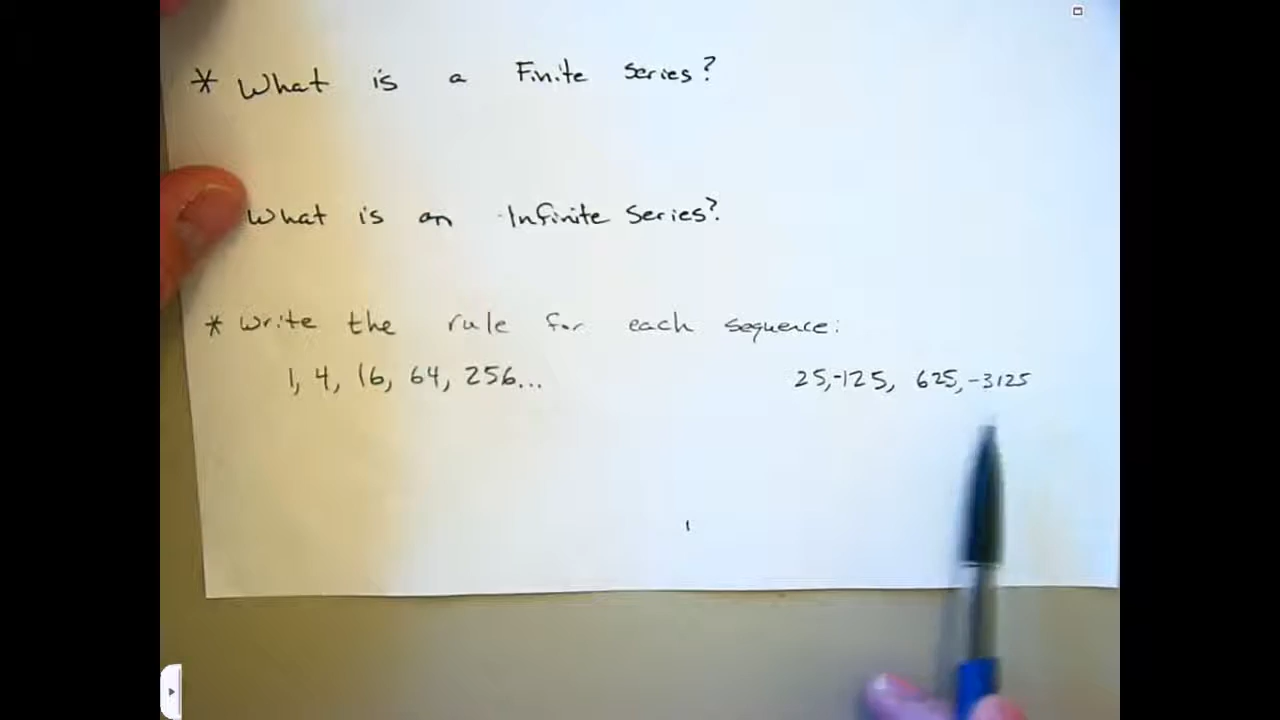 * What is a Finite Series?
What is an Infinite Series?
* Write the rule for each sequence:
1, 4, 16, 64, 256... 25, -125, 625, -3125